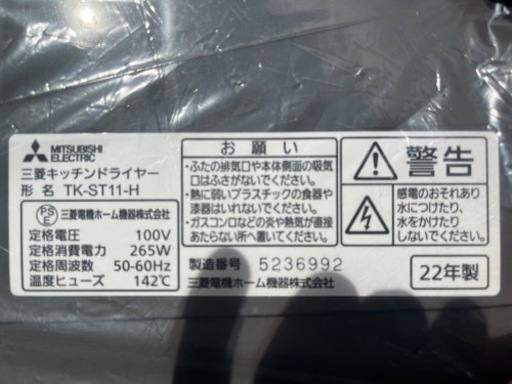 MITSUBISHI
ELECTRIC
三菱キッチンドライヤー
形 名 TK-ST11-H
PS
E 三菱電機ホーム機器株式会社
定格電圧 100V
定格消費電力 265W
定格周波数 50-60Hz
温度ヒューズ 142℃
お願い
・ふたの排気口や本体側面の吸気
口はふさがないでください。
・熱に弱いプラスチックの食器や
漆器はいれないでください。
・ガスコンロなどの炎や熱気が直接
あたらない所へ置いてください。
製造番号 5236992
三菱電機ホーム機器株式会社
警告
感電のおそれあり
水につけたり、
水をかけたり
しないでください。
22年製